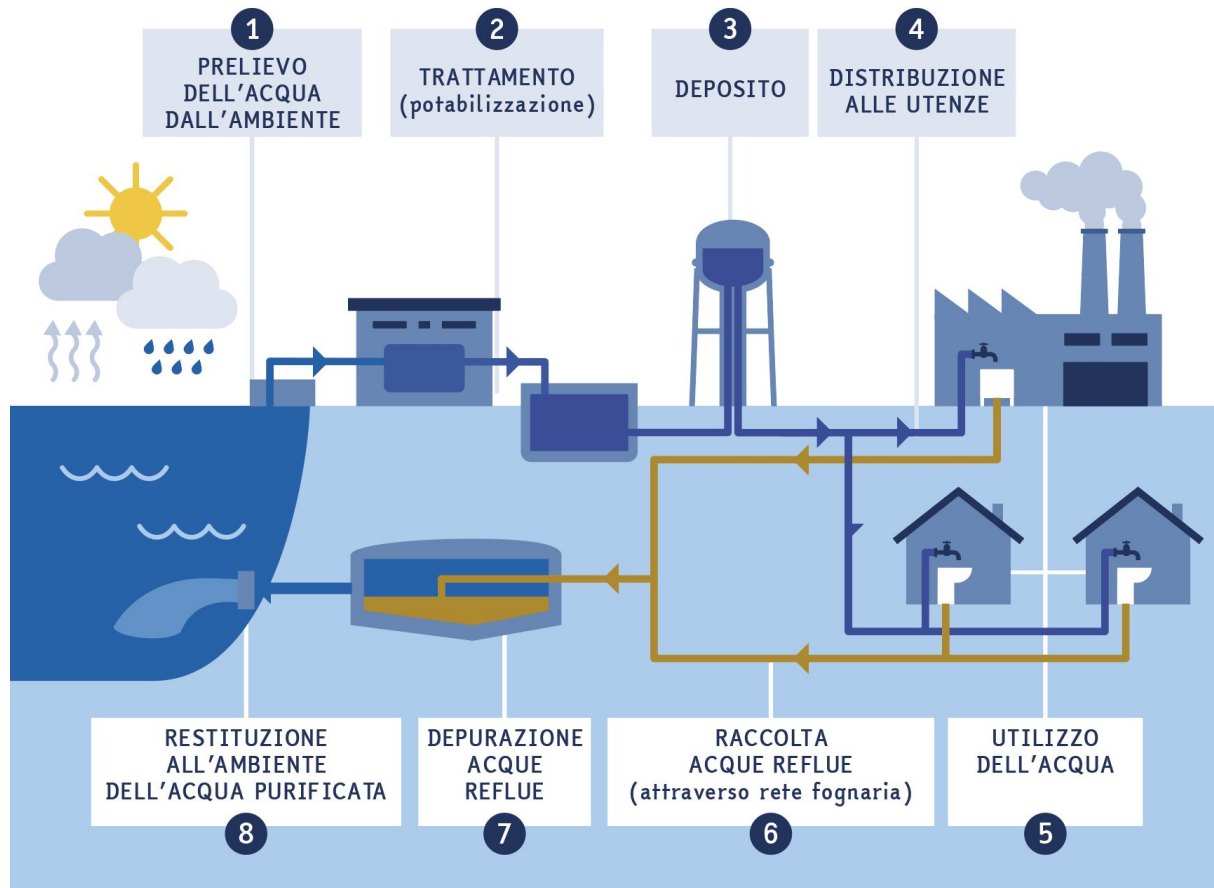 1
PRELIEVO
DELL'ACQUA
DALL'AMBIENTE
2
TRATTAMENTO
(potabilizzazione)
3
DEPOSITO
4
DISTRIBUZIONE
ALLE UTENZE
UTILIZZO
DELL'ACQUA
5
RACCOLTA
ACQUE REFLUE
(attraverso rete fognaria)
6
DEPURAZIONE
ACQUE
REFLUE
7
RESTITUZIONE
ALL'AMBIENTE
DELL'ACQUA PURIFICATA
8